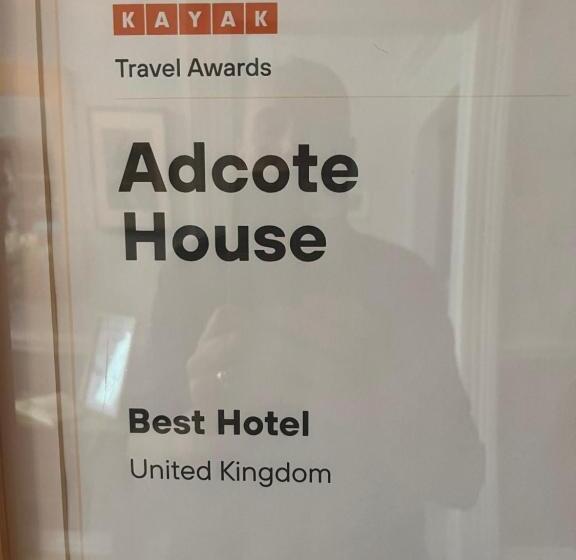 KAYAK
Travel Awards
Adcote
House
Best Hotel
United Kingdom